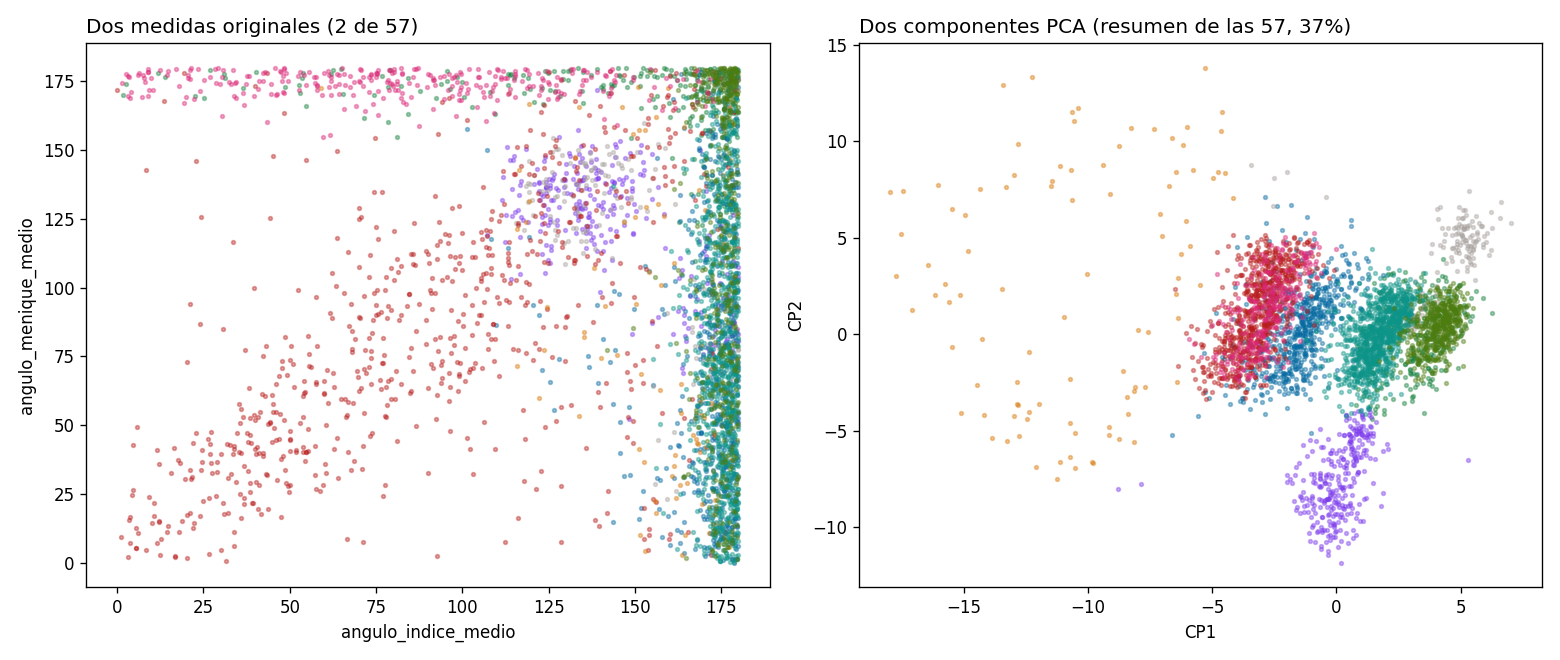 Dos medidas originales (2 de 57)
175
150
125
100
75
50
25
0
angulo_menique_medio
0 25 50 75 100 125 150 175
angulo_indice_medio
Dos componentes PCA (resumen de las 57, 37%)
15
10
5
0
−5
−10
CP2
−15 −10 −5 0 5
CP1